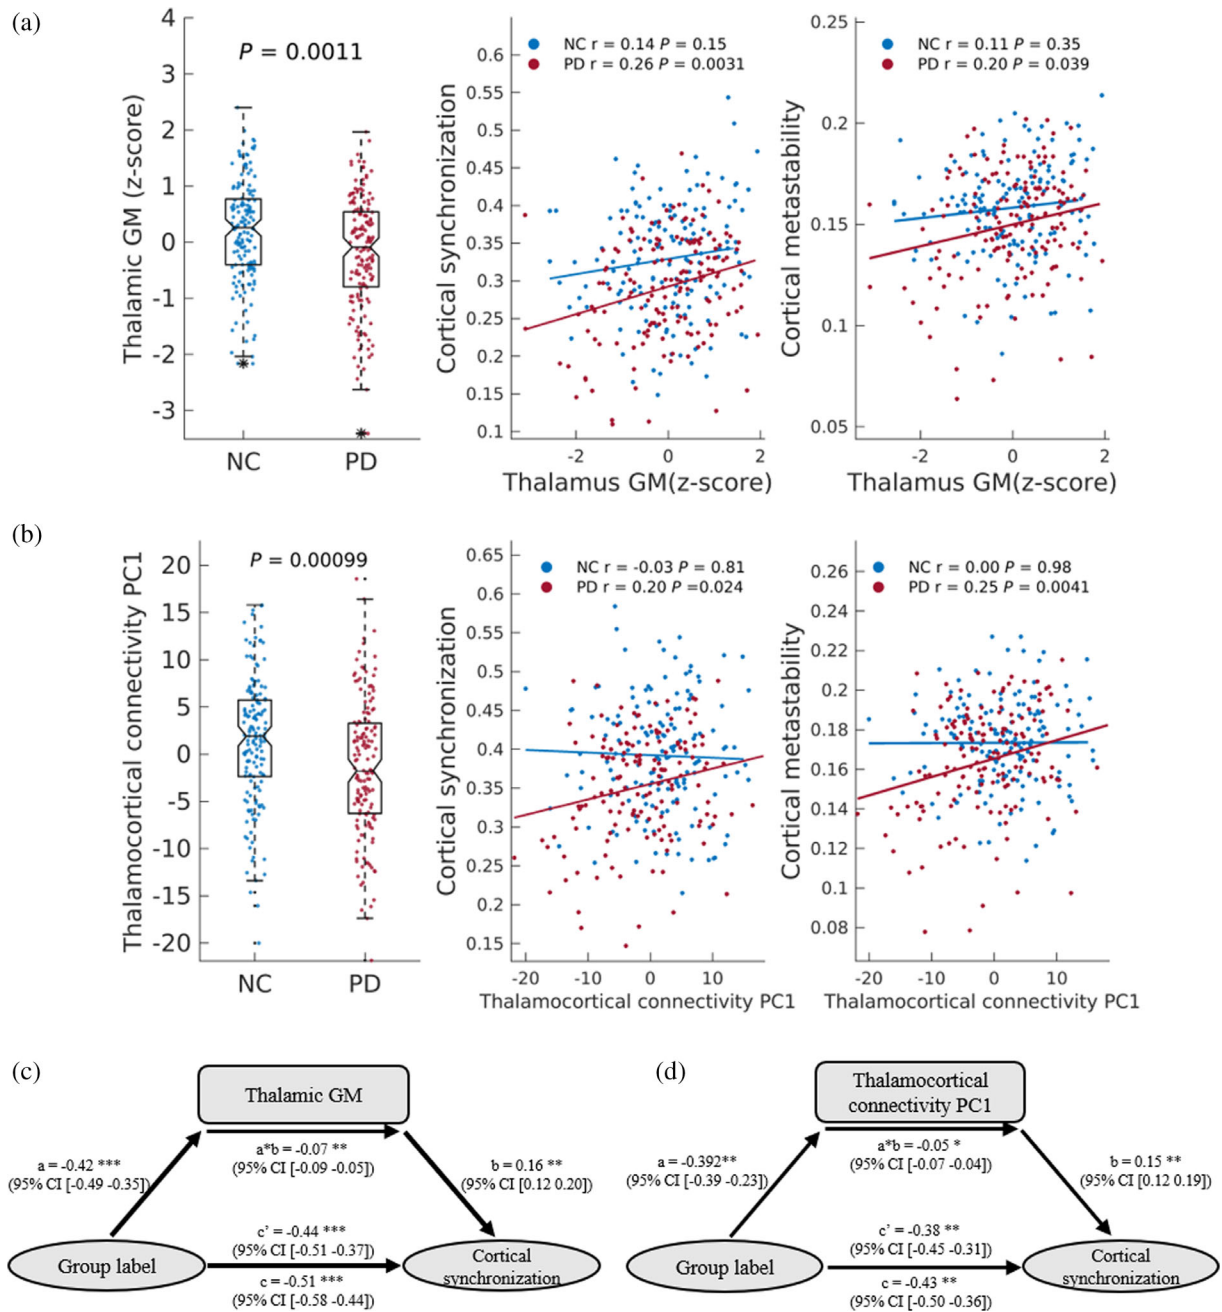 (a)
4
3
2
1
0
-1
-2
-3
Thalamic GM (z-score)
P = 0.0011
NC
PD
0.6
0.55
0.5
0.45
0.4
0.35
0.3
0.25
0.2
0.15
0.1
Cortical synchronization
NC r = 0.14 P = 0.15
PD r = 0.26 P = 0.0031
-2
0
2
Thalamus GM(z-score)
0.25
0.2
0.15
0.1
0.05
Cortical metastability
NC r = 0.11 P = 0.35
PD r = 0.20 P = 0.039
-2
0
2
Thalamus GM(z-score)
(b)
20
15
10
5
0
-5
-10
-15
-20
Thalamocortical connectivity PC1
P = 0.00099
NC
PD
0.65
0.6
0.55
0.5
0.45
0.4
0.35
0.3
0.25
0.2
0.15
Cortical synchronization
NC r = -0.03 P = 0.81
PD r = 0.20 P =0.024
-20
-10
0
10
Thalamocortical connectivity PC1
0.26
0.24
0.22
0.2
0.18
0.16
0.14
0.12
0.1
0.08
Cortical metastability
NC r = 0.00 P = 0.98
PD r = 0.25 P = 0.0041
-20
-10
0
10
Thalamocortical connectivity PC1
(c)
Thalamic GM
a*b = -0.07 **
(95% CI [-0.09 -0.05])
a = -0.42 ***
(95% CI [-0.49 -0.35])
b = 0.16 **
(95% CI [0.12 0.20])
c’ = -0.44 ***
(95% CI [-0.51 -0.37])
Group label
Cortical
synchronization
c = -0.51 ***
(95% CI [-0.58 -0.44])
(d)
Thalamocortical
connectivity PC1
a*b = -0.05 *
(95% CI [-0.07 -0.04])
a = -0.392**
(95% CI [-0.39 -0.23])
b = 0.15 **
(95% CI [0.12 0.19])
c’ = -0.38 **
(95% CI [-0.45 -0.31])
Group label
Cortical
synchronization
c = -0.43 **
(95% CI [-0.50 -0.36])